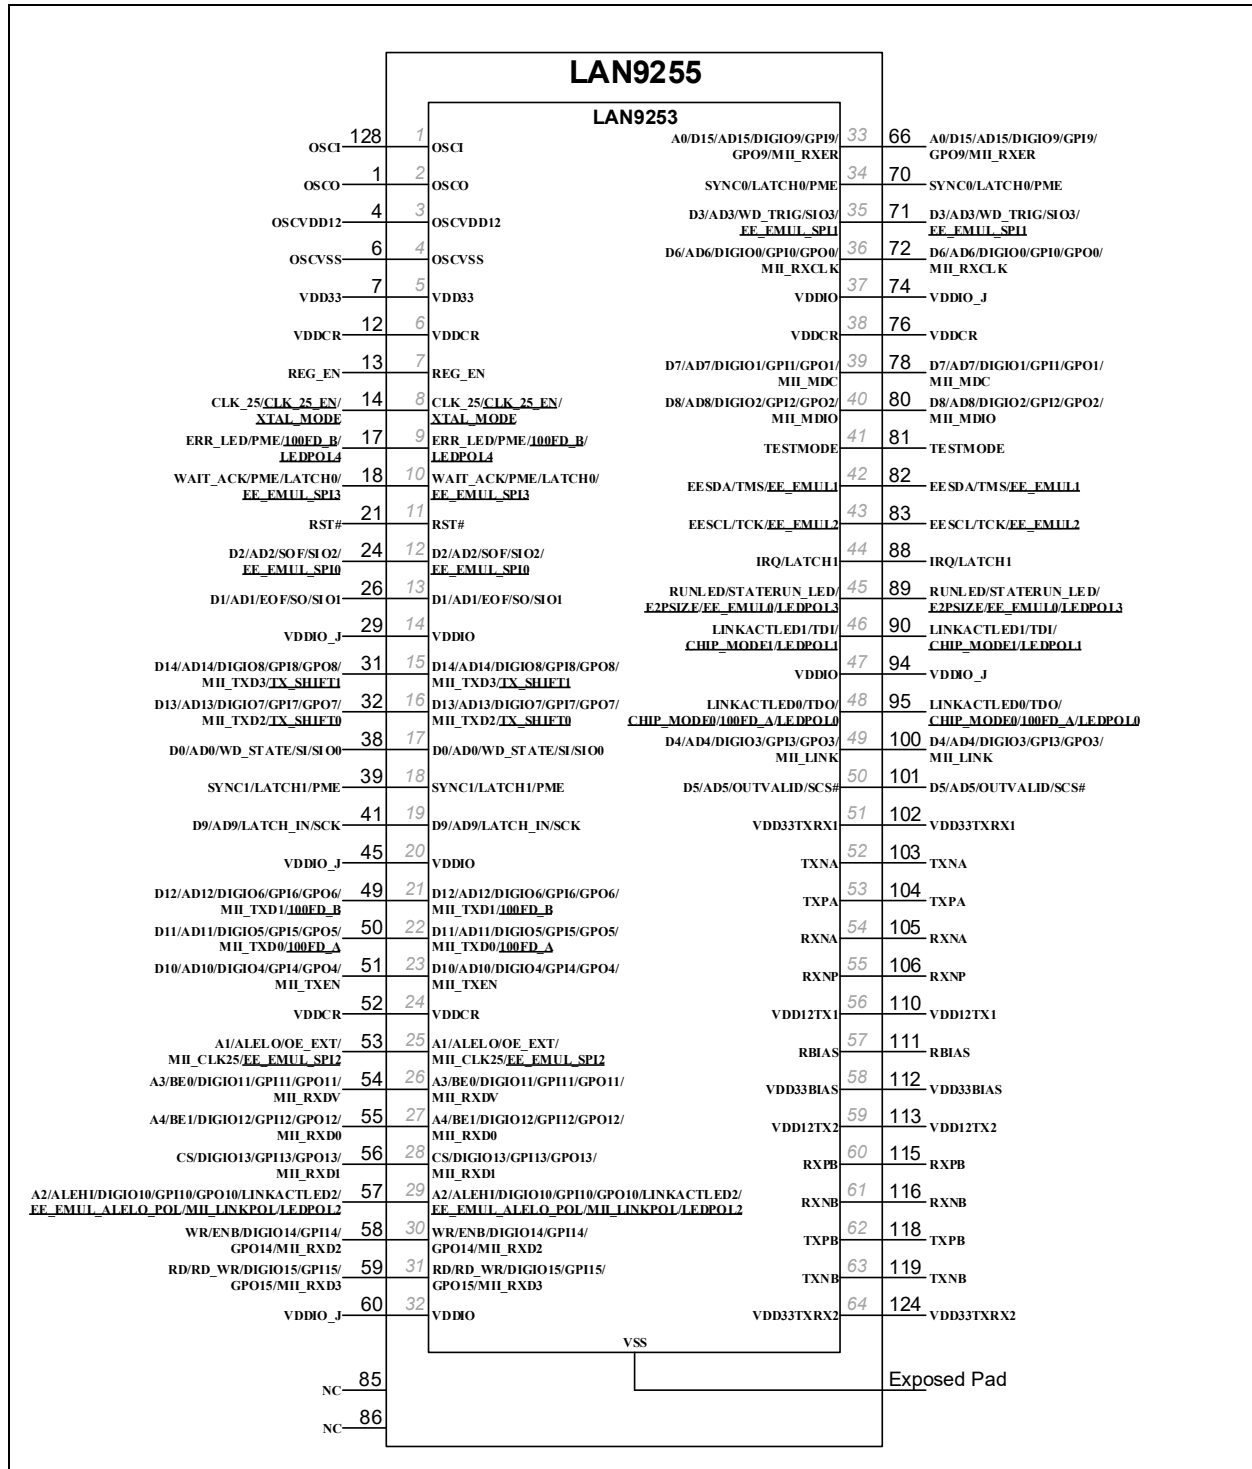 LAN9255
LAN9253
OSCI 128 1 OSCI
OSCO 1 2 OSCO
OSCVDD12 4 3 OSCVDD12
OSCVSS 6 4 OSCVSS
VDD33 7 5 VDD33
VDDCR 12 6 VDDCR
REG_EN 13 7 REG_EN
CLK_25/CLK_25_EN/ 14 8 CLK_25/CLK_25_EN/
XTAL_MODE XTAL_MODE
ERR_LED/PME/100FD_B/ 17 9 ERR_LED/PME/100FD_B/
LEDPOL4 LEDPOL4
WAIT_ACK/PME/LATCH0/ 18 10 WAIT_ACK/PME/LATCH0/
EE_EMUL_SPI3 EE_EMUL_SPI3
RST# 21 11 RST#
D2/AD2/SOF/SIO2/ 24 12 D2/AD2/SOF/SIO2/
EE_EMUL_SPI0 EE_EMUL_SPI0
D1/AD1/EOF/SO/SIO1 26 13 D1/AD1/EOF/SO/SIO1
VDDIO_J 29 14 VDDIO
D14/AD14/DIGIO8/GPI8/GPO8/ 31 15 D14/AD14/DIGIO8/GPI8/GPO8/
MII_TXD3/TX_SHIFT1 MII_TXD3/TX_SHIFT1
D13/AD13/DIGIO7/GPI7/GPO7/ 32 16 D13/AD13/DIGIO7/GPI7/GPO7/
MII_TXD2/TX_SHIFT0 MII_TXD2/TX_SHIFT0
D0/AD0/WD_STATE/SI/SIO0 38 17 D0/AD0/WD_STATE/SI/SIO0
SYNC1/LATCH1/PME 39 18 SYNC1/LATCH1/PME
D9/AD9/LATCH_IN/SCK 41 19 D9/AD9/LATCH_IN/SCK
VDDIO_J 45 20 VDDIO
D12/AD12/DIGIO6/GPI6/GPO6/ 49 21 D12/AD12/DIGIO6/GPI6/GPO6/
MII_TXD1/100FD_B MII_TXD1/100FD_B
D11/AD11/DIGIO5/GPI5/GPO5/ 50 22 D11/AD11/DIGIO5/GPI5/GPO5/
MII_TXD0/100FD_A MII_TXD0/100FD_A
D10/AD10/DIGIO4/GPI4/GPO4/ 51 23 D10/AD10/DIGIO4/GPI4/GPO4/
MII_TXEN MII_TXEN
VDDCR 52 24 VDDCR
A1/ALELO/OE_EXT/ 53 25 A1/ALELO/OE_EXT/
MII_CLK25/EE_EMUL_SPI2 MII_CLK25/EE_EMUL_SPI2
A3/BE0/DIGIO11/GPI11/GPO11/ 54 26 A3/BE0/DIGIO11/GPI11/GPO11/
MII_RXDV MII_RXDV
A4/BE1/DIGIO12/GPI12/GPO12/ 55 27 A4/BE1/DIGIO12/GPI12/GPO12/
MII_RXD0 MII_RXD0
CS/DIGIO13/GPI13/GPO13/ 56 28 CS/DIGIO13/GPI13/GPO13/
MII_RXD1 MII_RXD1
A2/ALEHI/DIGIO10/GPI10/GPO10/LINKACTLED2/ 57 29 A2/ALEHI/DIGIO10/GPI10/GPO10/LINKACTLED2/
EE_EMUL_ALELO_POL/MII_LINKPOL/LEDPOL2 EE_EMUL_ALELO_POL/MII_LINKPOL/LEDPOL2
WR/ENB/DIGIO14/GPI14/ 58 30 WR/ENB/DIGIO14/GPI14/
GPO14/MII_RXD2 GPO14/MII_RXD2
RD/RD_WR/DIGIO15/GPI15/ 59 31 RD/RD_WR/DIGIO15/GPI15/
GPO15/MII_RXD3 GPO15/MII_RXD3
VDDIO_J 60 32 VDDIO
A0/D15/AD15/DIGIO9/GPI9/ 33 66 A0/D15/AD15/DIGIO9/GPI9/
GPO9/MII_RXER GPO9/MII_RXER
SYNC0/LATCH0/PME 34 70 SYNC0/LATCH0/PME
D3/AD3/WD_TRIG/SIO3/ 35 71 D3/AD3/WD_TRIG/SIO3/
EE_EMUL_SPI1 EE_EMUL_SPI1
D6/AD6/DIGIO0/GPI0/GPO0/ 36 72 D6/AD6/DIGIO0/GPI0/GPO0/
MII_RXCLK MII_RXCLK
VDDIO 37 74 VDDIO_J
VDDCR 38 76 VDDCR
D7/AD7/DIGIO1/GPI1/GPO1/ 39 78 D7/AD7/DIGIO1/GPI1/GPO1/
MII_MDC MII_MDC
D8/AD8/DIGIO2/GPI2/GPO2/ 40 80 D8/AD8/DIGIO2/GPI2/GPO2/
MII_MDIO MII_MDIO
TESTMODE 41 81 TESTMODE
EESDA/TMS/EE_EMUL1 42 82 EESDA/TMS/EE_EMUL1
EESCL/TCK/EE_EMUL2 43 83 EESCL/TCK/EE_EMUL2
IRQ/LATCH1 44 88 IRQ/LATCH1
RUNLED/STATERUN_LED/ 45 89 RUNLED/STATERUN_LED/
E2PSIZE/EE_EMUL0/LEDPOL3 E2PSIZE/EE_EMUL0/LEDPOL3
LINKACTLED1/TDI/ 46 90 LINKACTLED1/TDI/
CHIP_MODE1/LEDPOL1 CHIP_MODE1/LEDPOL1
VDDIO 47 94 VDDIO_J
LINKACTLED0/TDO/ 48 95 LINKACTLED0/TDO/
CHIP_MODE0/100FD_A/LEDPOL0 CHIP_MODE0/100FD_A/LEDPOL0
D4/AD4/DIGIO3/GPI3/GPO3/ 49 100 D4/AD4/DIGIO3/GPI3/GPO3/
MII_LINK MII_LINK
D5/AD5/OUTVALID/SCS# 50 101 D5/AD5/OUTVALID/SCS#
VDD33TXRX1 51 102 VDD33TXRX1
TXNA 52 103 TXNA
TXPA 53 104 TXPA
RXNA 54 105 RXNA
RXNP 55 106 RXNP
VDD12TX1 56 110 VDD12TX1
RBIAS 57 111 RBIAS
VDD33BIAS 58 112 VDD33BIAS
VDD12TX2 59 113 VDD12TX2
RXPB 60 115 RXPB
RXNB 61 116 RXNB
TXPB 62 118 TXPB
TXNB 63 119 TXNB
VDD33TXRX2 64 124 VDD33TXRX2
VSS
Exposed Pad
NC 85
NC 86